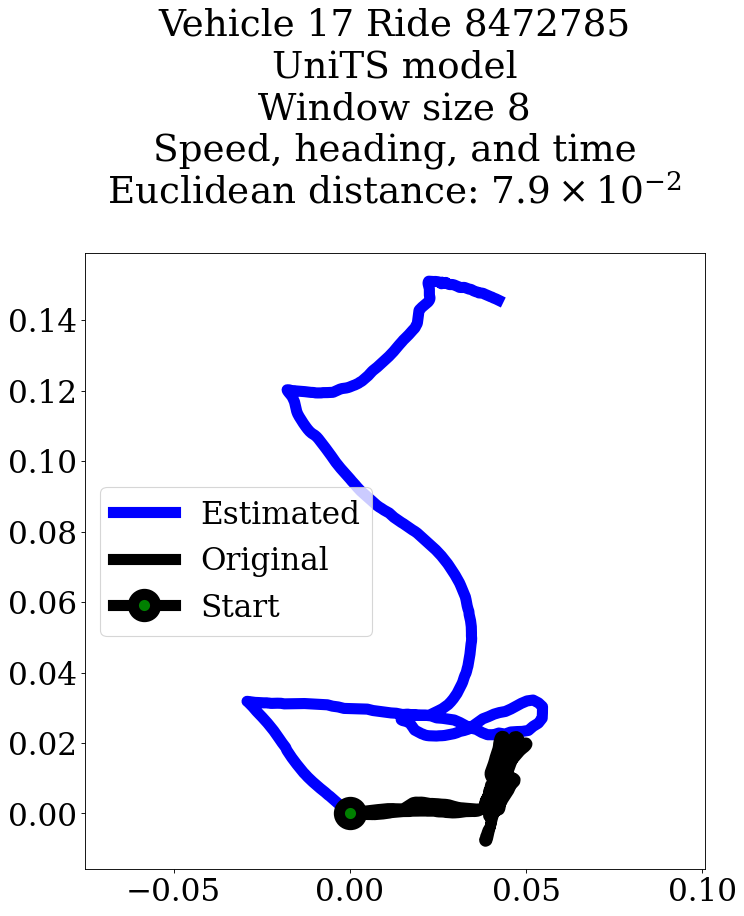 Vehicle 17 Ride 8472785
UniTS model
Window size 8
Speed, heading, and time
Euclidean distance: 7.9 × 10⁻²
0.14
0.12
0.10
0.08
0.06
0.04
0.02
0.00
Estimated
Original
Start
−0.05
0.00
0.05
0.10